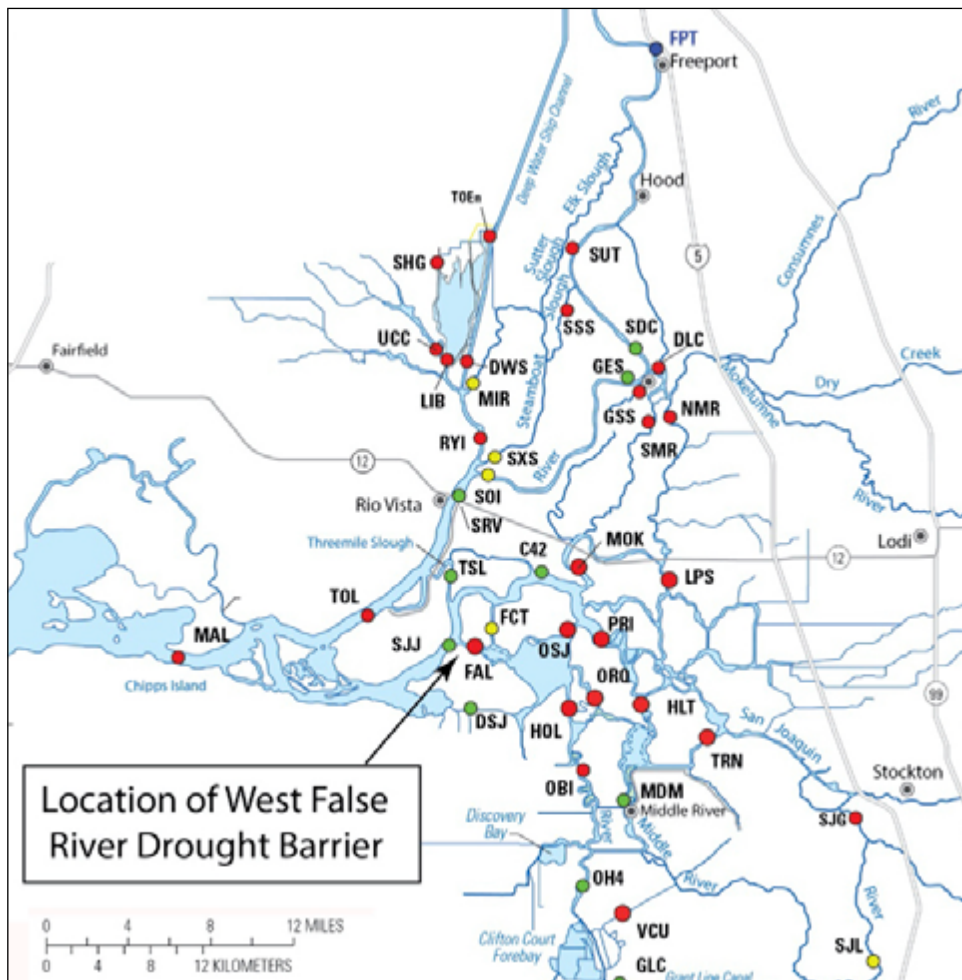 FPT
Freeport
Deep Water Ship Channel
River
Elk Slough
Hood
TOEn
Sutter
Slough
SHG
SUT
5
Consumnes
Slough
SSS
SDC
DLC
UCC
Fairfield
DWS
GES
Creek
Dry
Mokelumne
LIB
MIR
Steamboat
GSS
NMR
SMR
RYI
SXS
River
12
River
Rio Vista
SOI
SRV
MOK
Lodi
Threemile Slough
C42
12
TSL
LPS
TOL
FCT
PRI
MAL
SJJ
OSJ
FAL
Chipps Island
ORQ
99
DSJ
HOL
HLT
San Joaquin
TRN
Location of West False
River Drought Barrier
Stockton
OBI
MDM
Middle River
SJG
Discovery
Bay
River
Middle
River
OH4
River
0 4 8 12 MILES
VCU
Clifton Court
Forebay
SJL
0 4 8 12 KILOMETERS
GLC
Grant Line Canal